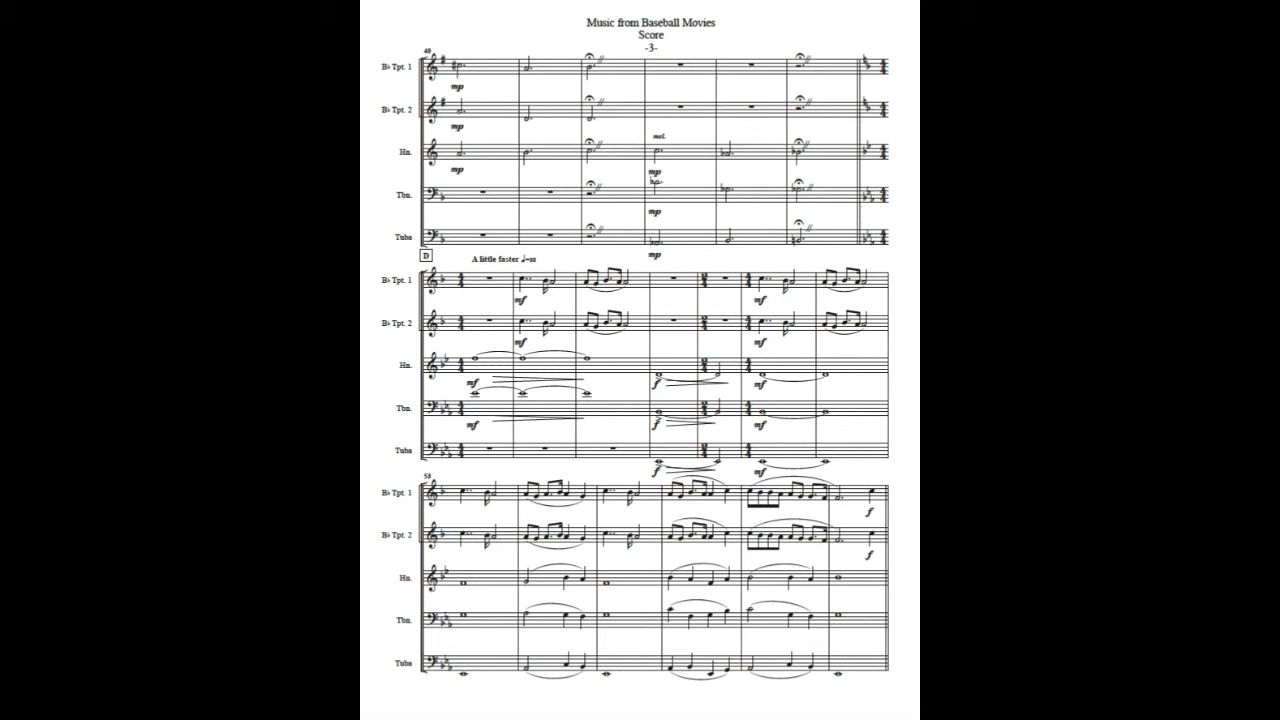 Music from Baseball Movies
Score
-3-
40
B♭ Tpt. 1
mp
B♭ Tpt. 2
mp
Hn.
mel.
mp
mp
Tbn.
mp
Tuba
mp
D
A little faster
B♭ Tpt. 1
mf
mf
B♭ Tpt. 2
mf
mf
Hn.
mf
f
mf
Tbn.
mf
f
mf
Tuba
f
mf
53
B♭ Tpt. 1
f
B♭ Tpt. 2
f
Hn.
Tbn.
Tuba